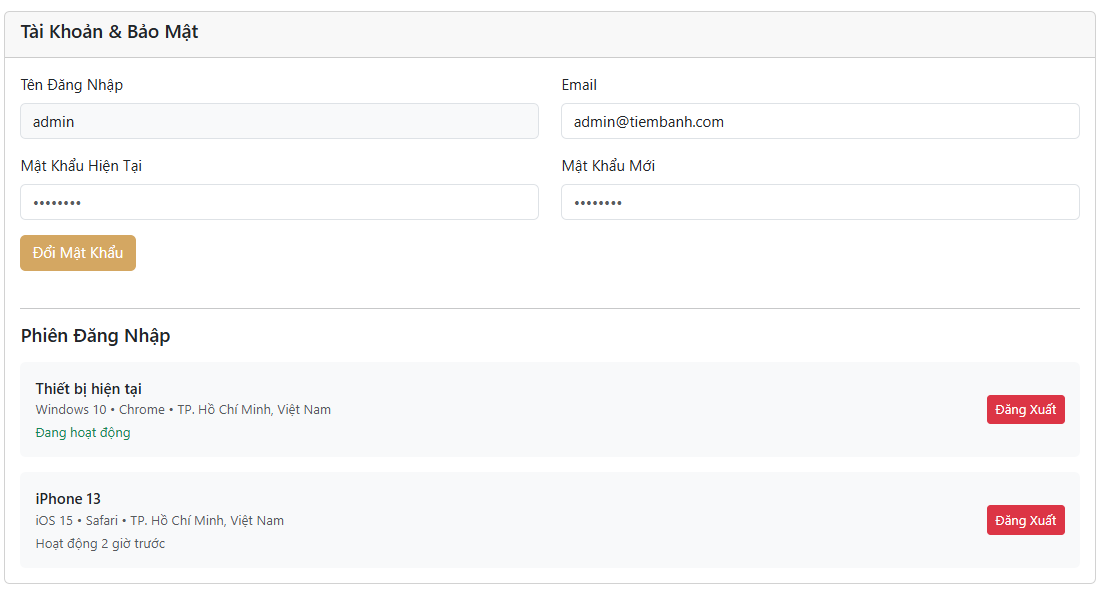 Tài Khoản & Bảo Mật
Tên Đăng Nhập
Email
admin
admin@tiembanh.com
Mật Khẩu Hiện Tại
Mật Khẩu Mới
••••••••
••••••••
Đổi Mật Khẩu
Phiên Đăng Nhập
Thiết bị hiện tại
Windows 10 • Chrome • TP. Hồ Chí Minh, Việt Nam
Đang hoạt động
Đăng Xuất
iPhone 13
iOS 15 • Safari • TP. Hồ Chí Minh, Việt Nam
Hoạt động 2 giờ trước
Đăng Xuất